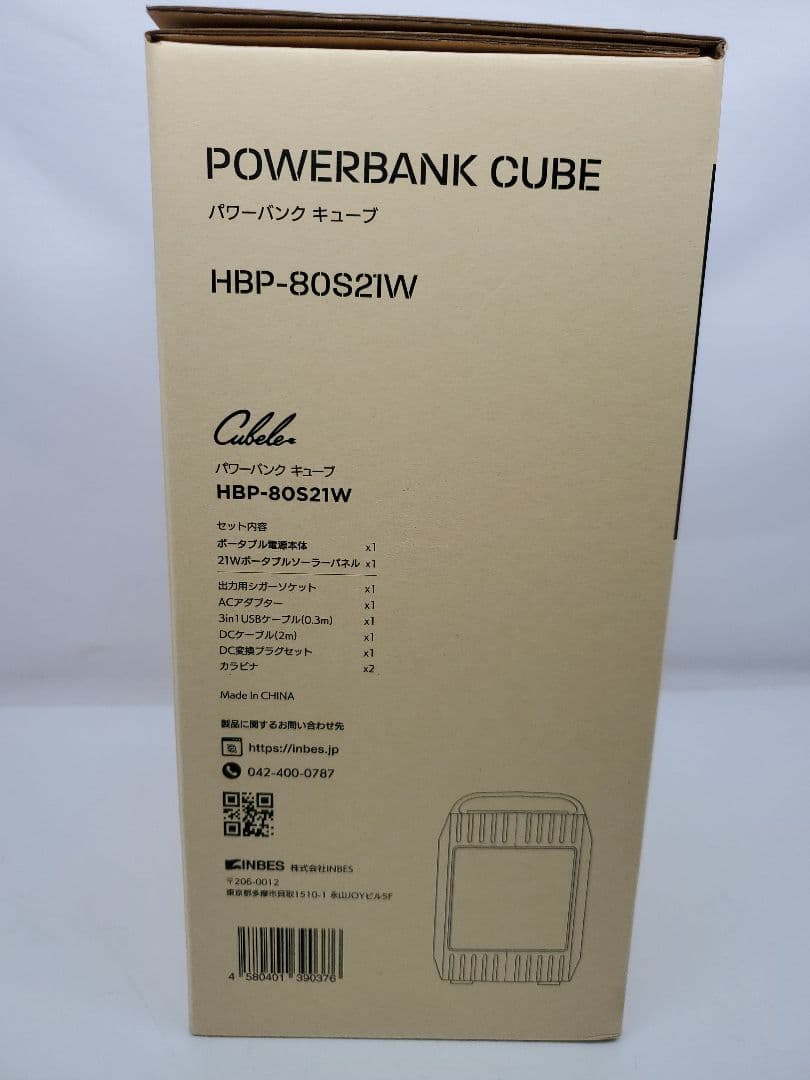 POWERBANK CUBE
パワーバンク キューブ
HBP-80S21W
Cubele
パワーバンク キューブ
HBP-80S21W
セット内容
ポータブル電源本体 x1
21Wポータブルソーラーパネル x1
出力用シガーソケット x1
ACアダプター x1
3in1USBケーブル(0.3m) x1
DCケーブル(2m) x1
DC変換プラグセット x1
カラビナ x2
Made In CHINA
製品に関するお問い合わせ先
https://inbes.jp
042-400-0787
INBES 株式会社INBES
〒206-0012
東京都多摩市貝取1510-1 永山JOYビル5F
4 580401 390376